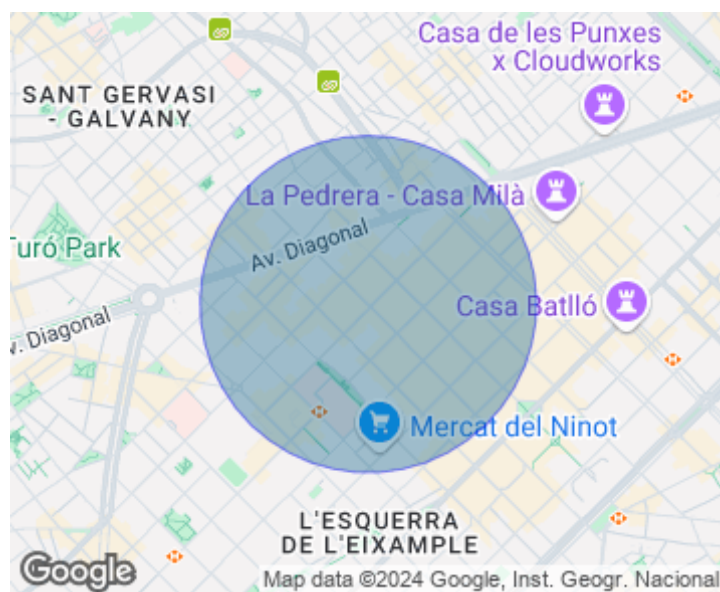 Casa de les Punxes
x Cloudworks
SANT GERVASI
- GALVANY
La Pedrera - Casa Milà
Turó Park
Av. Diagonal
Casa Batlló
v. Diagonal
Mercat del Ninot
L'ESQUERRA
DE L'EIXAMPLE
Google
Map data ©2024 Google, Inst. Geogr. Nacional